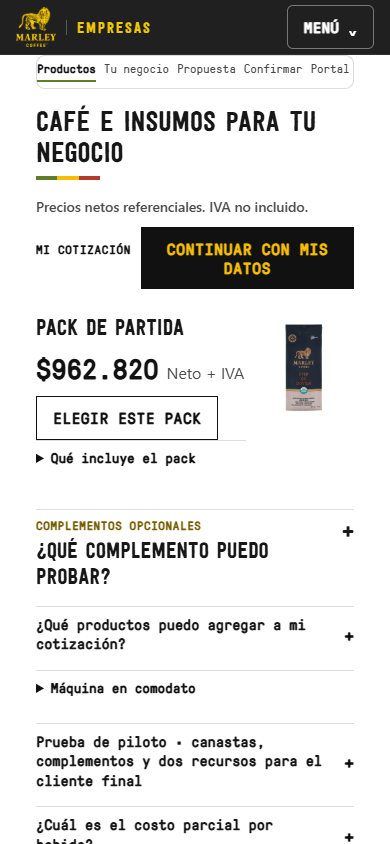 MARLEY
COFFEE
EMPRESAS
MENÚ
Productos Tu negocio Propuesta Confirmar Portal
CAFÉ E INSUMOS PARA TU
NEGOCIO
Precios netos referenciales. IVA no incluido.
MI COTIZACIÓN
CONTINUAR CON MIS
DATOS
PACK DE PARTIDA
$962.820 Neto + IVA
ELEGIR ESTE PACK
Qué incluye el pack
COMPLEMENTOS OPCIONALES
¿QUÉ COMPLEMENTO PUEDO
PROBAR?
+
¿Qué productos puedo agregar a mi
cotización?
+
Máquina en comodato
Prueba de piloto · canastas,
complementos y dos recursos para el
cliente final
+
¿Cuál es el costo parcial por
bebida?
+